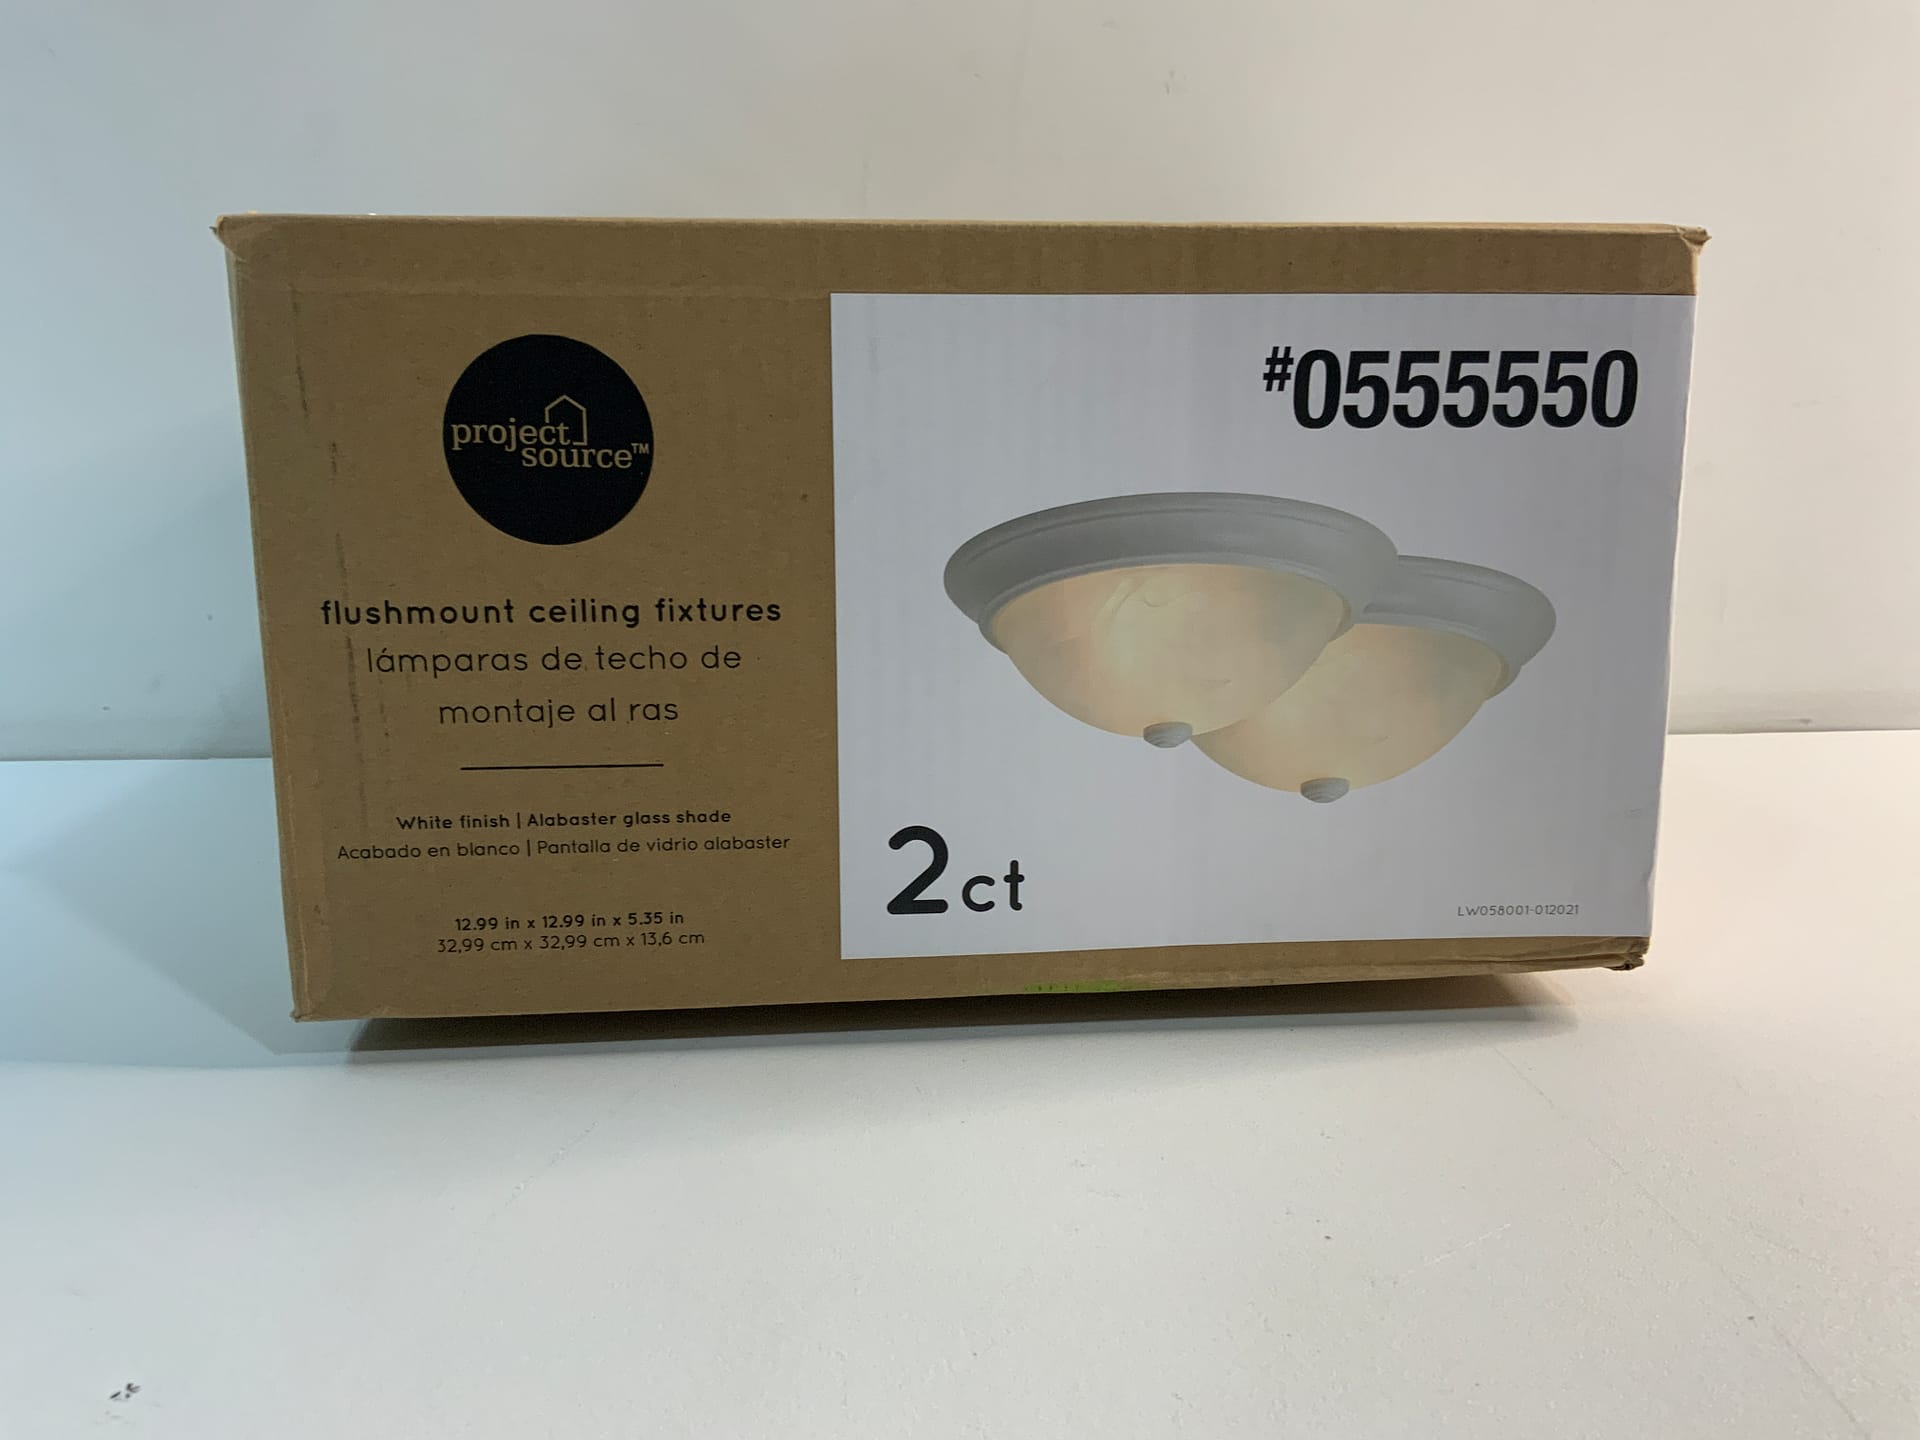 project
source™
flushmount ceiling fixtures
lámparas de techo de
montaje al ras
White finish | Alabaster glass shade
Acabado en blanco | Pantalla de vidrio alabaster
12.99 in x 12.99 in x 5.35 in
32,99 cm x 32,99 cm x 13,6 cm
#0555550
2ct
LW058001-012021